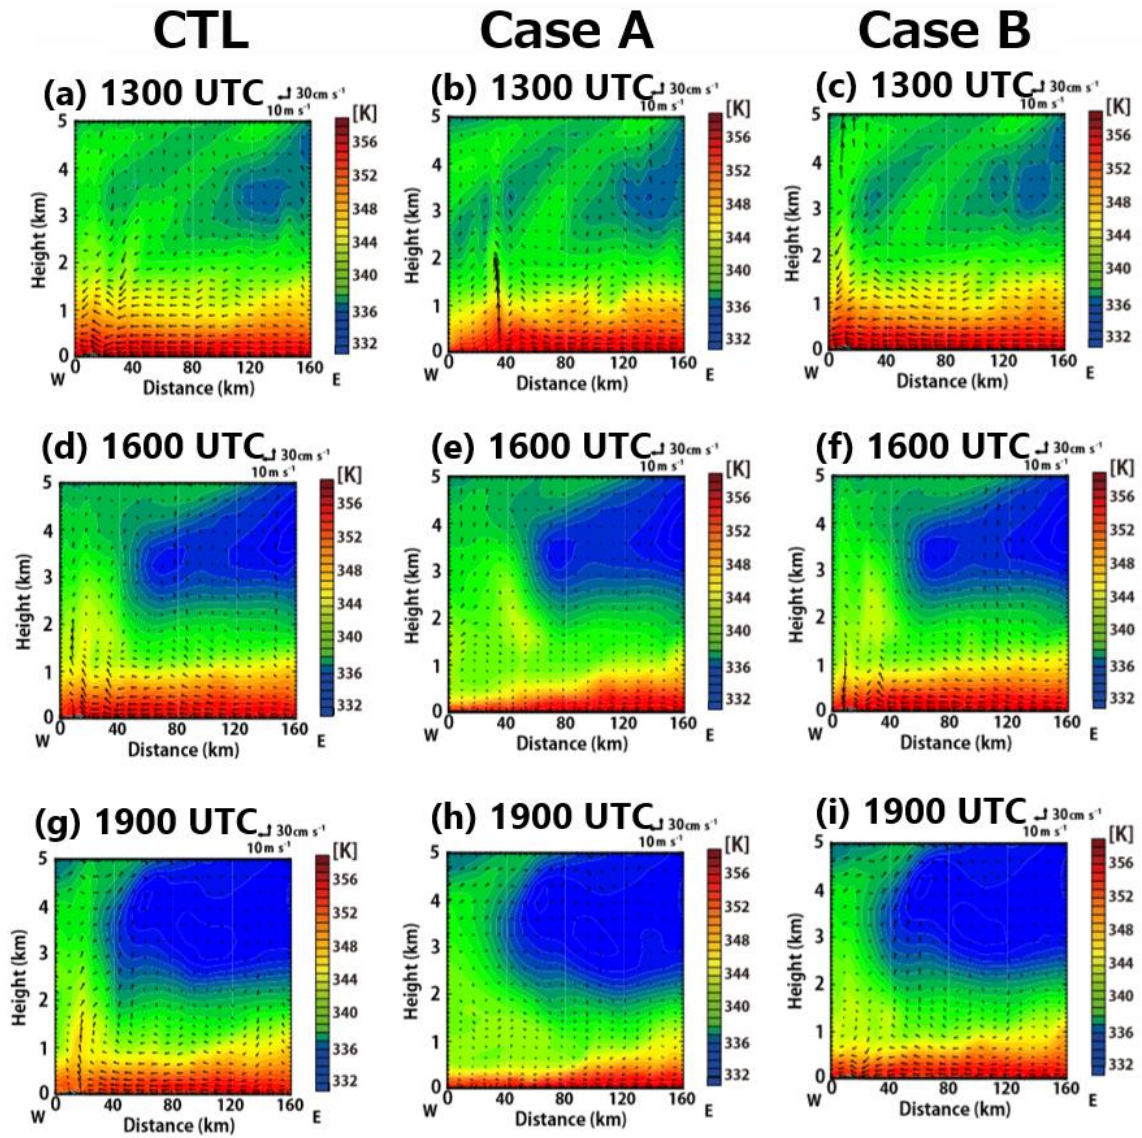 CTL Case A Case B
(a) 1300 UTC 30cm s⁻¹ (b) 1300 UTC 30cm s⁻¹ (c) 1300 UTC 30cm s⁻¹
10m s⁻¹ [K] 10m s⁻¹ [K] 10m s⁻¹ [K]
5 5 5
356 356 356
4 4 4
352 352 352
3 3 3
348 348 348
Height (km) Height (km) Height (km)
344 344 344
2 2 2
340 340 340
1 1 1
336 336 336
332 332 332
0 0 0
0 40 80 120 160 0 40 80 120 160 0 40 80 120 160
W Distance (km) E W Distance (km) E W Distance (km) E
(d) 1600 UTC 30cm s⁻¹ (e) 1600 UTC 30cm s⁻¹ (f) 1600 UTC 30cm s⁻¹
10m s⁻¹ [K] 10m s⁻¹ [K] 10m s⁻¹ [K]
5 5 5
356 356 356
4 4 4
352 352 352
3 3 3
348 348 348
Height (km) Height (km) Height (km)
344 344 344
2 2 2
340 340 340
1 1 1
336 336 336
332 332 332
0 0 0
0 40 80 120 160 0 40 80 120 160 0 40 80 120 160
W Distance (km) E W Distance (km) E W Distance (km) E
(g) 1900 UTC 30cm s⁻¹ (h) 1900 UTC 30cm s⁻¹ (i) 1900 UTC 30cm s⁻¹
10m s⁻¹ [K] 10m s⁻¹ [K] 10m s⁻¹ [K]
5 5 5
356 356 356
4 4 4
352 352 352
3 3 3
348 348 348
Height (km) Height (km) Height (km)
344 344 344
2 2 2
340 340 340
1 1 1
336 336 336
332 332 332
0 0 0
0 40 80 120 160 0 40 80 120 160 0 40 80 120 160
W Distance (km) E W Distance (km) E W Distance (km) E